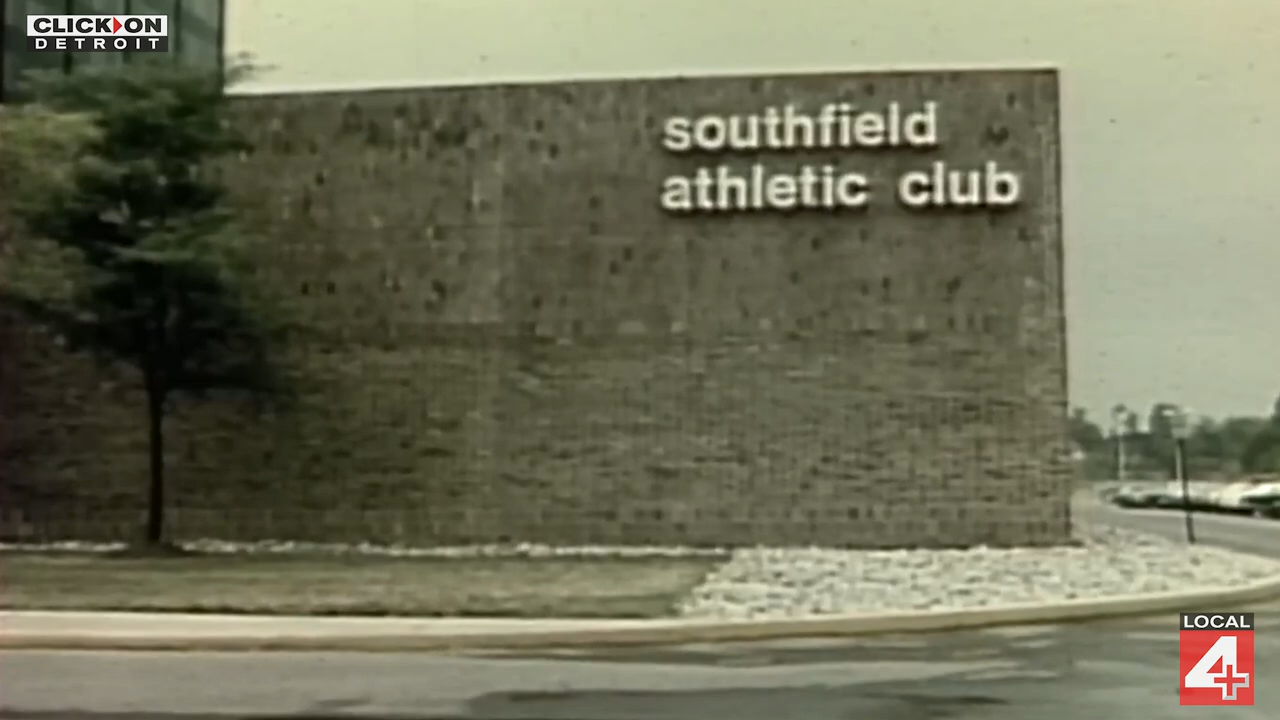 CLICK ON
DETROIT
southfield
athletic club
LOCAL
4+